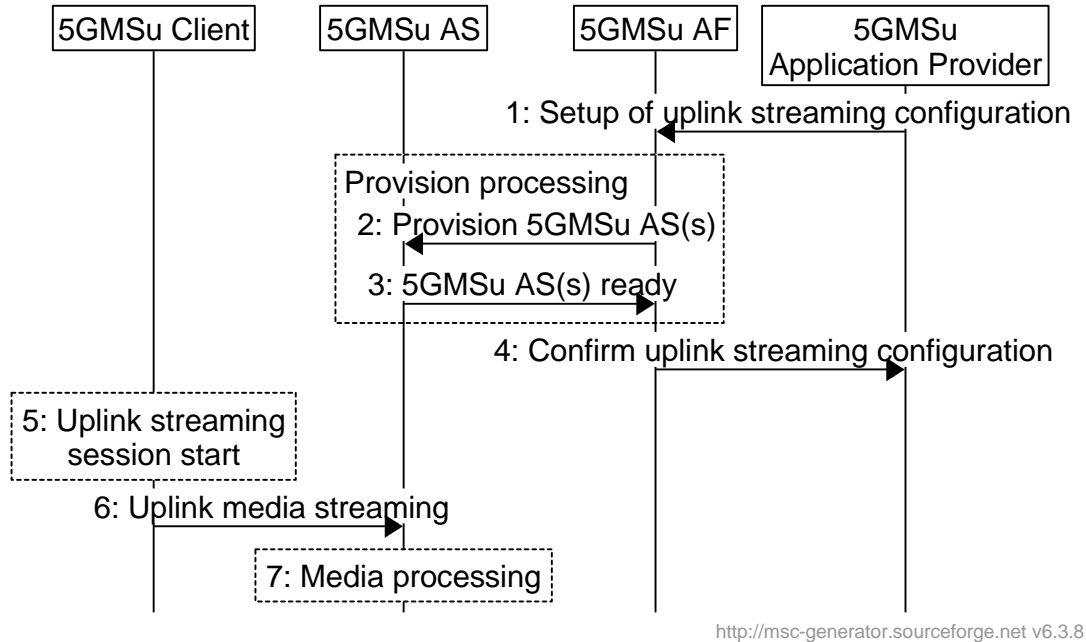 5GMSu Client
5GMSu AS
5GMSu AF
5GMSu
Application Provider
1: Setup of uplink streaming configuration
Provision processing
2: Provision 5GMSu AS(s)
3: 5GMSu AS(s) ready
4: Confirm uplink streaming configuration
5: Uplink streaming
session start
6: Uplink media streaming
7: Media processing
http://msc-generator.sourceforge.net v6.3.8